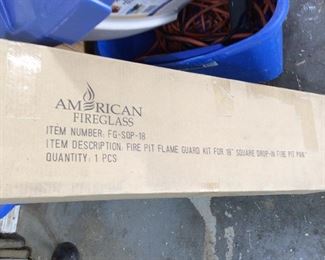 AMERICAN
FIREGLASS
ITEM NUMBER: FG-SQP-18
ITEM DESCRIPTION: FIRE PIT FLAME GUARD KIT FOR 18" SQUARE DROP-IN FIRE PIT PAN
QUANTITY: 1 PCS